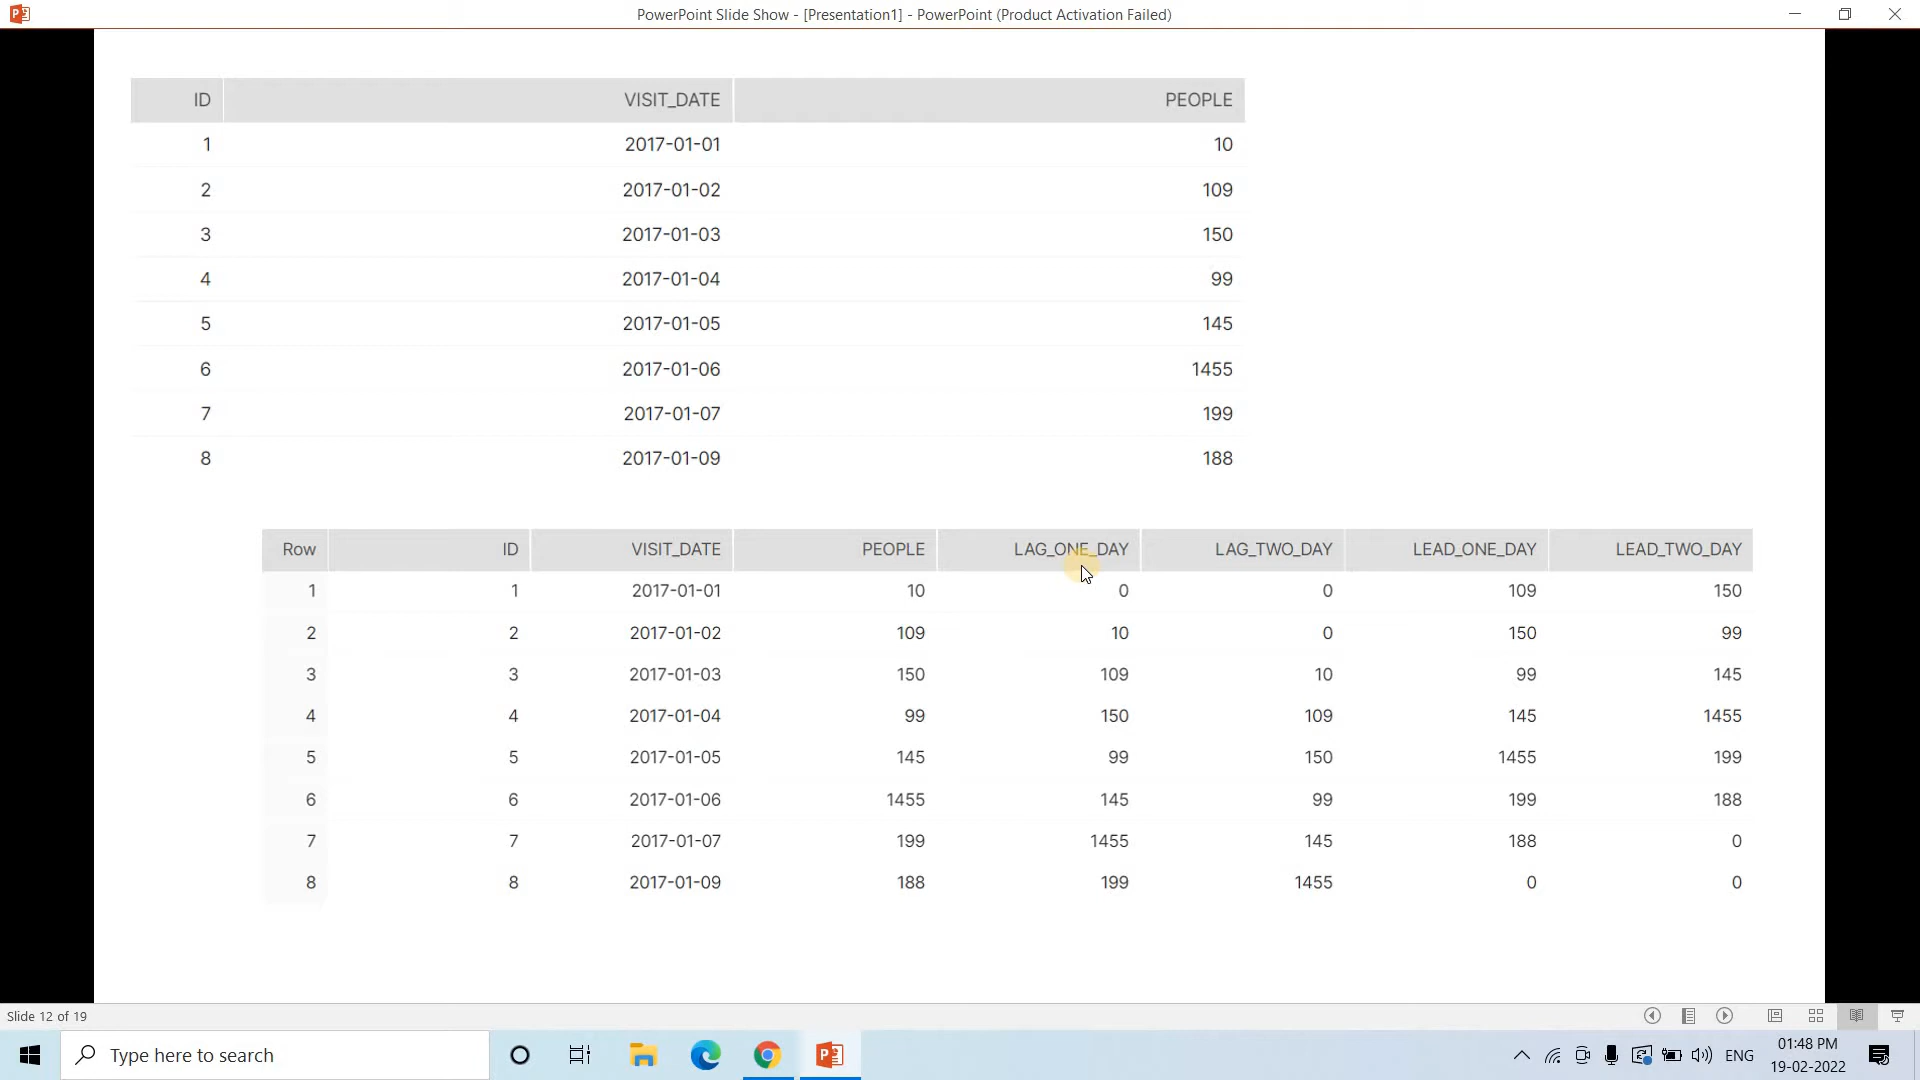 PowerPoint Slide Show - [Presentation1] - PowerPoint (Product Activation Failed)
ID VISIT_DATE PEOPLE
1 2017-01-01 10
2 2017-01-02 109
3 2017-01-03 150
4 2017-01-04 99
5 2017-01-05 145
6 2017-01-06 1455
7 2017-01-07 199
8 2017-01-09 188
Row ID VISIT_DATE PEOPLE LAG_ONE_DAY LAG_TWO_DAY LEAD_ONE_DAY LEAD_TWO_DAY
1 1 2017-01-01 10 0 0 109 150
2 2 2017-01-02 109 10 0 150 99
3 3 2017-01-03 150 109 10 99 145
4 4 2017-01-04 99 150 109 145 1455
5 5 2017-01-05 145 99 150 1455 199
6 6 2017-01-06 1455 145 99 199 188
7 7 2017-01-07 199 1455 145 188 0
8 8 2017-01-09 188 199 1455 0 0
Slide 12 of 19
Type here to search
ENG
01:48 PM
19-02-2022